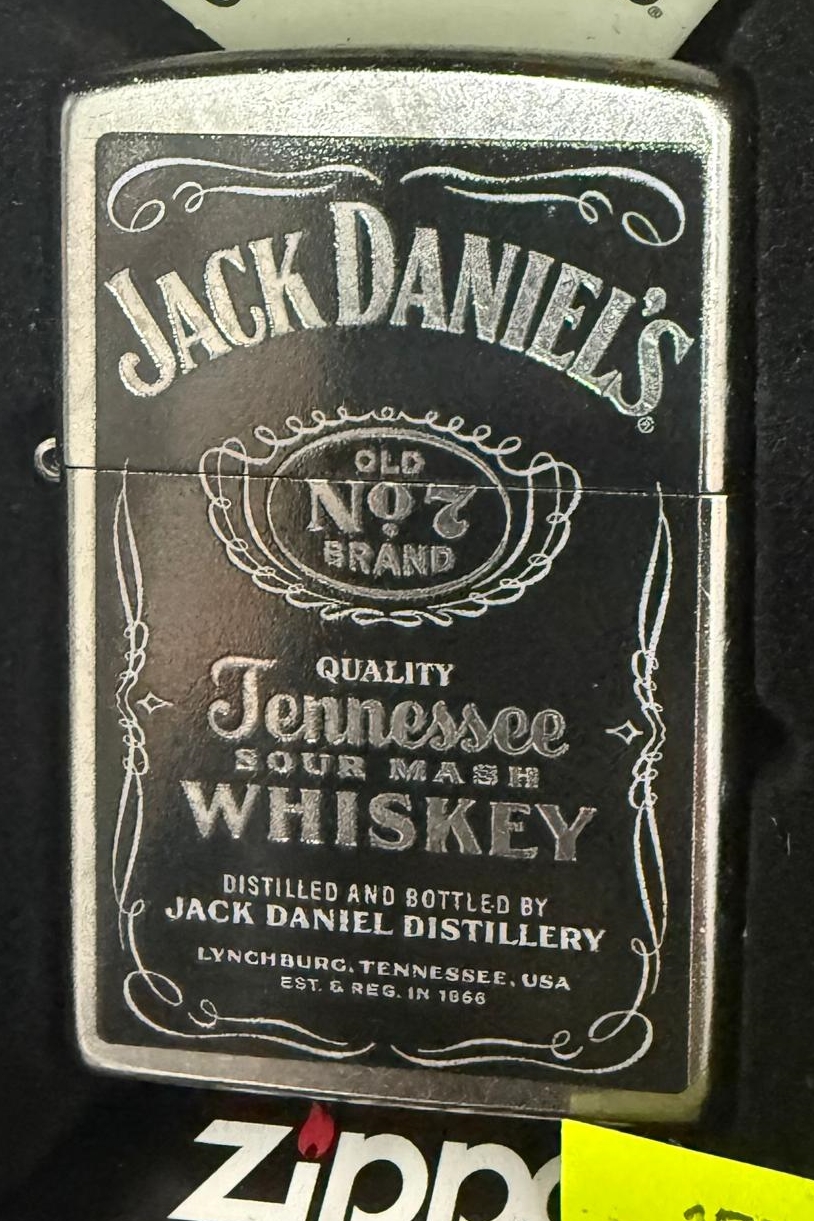 JACK DANIEL'S
OLD
No. 7
BRAND
QUALITY
Tennessee
SOUR MASH
WHISKEY
DISTILLED AND BOTTLED BY
JACK DANIEL DISTILLERY
LYNCHBURG, TENNESSEE, USA
EST. & REG. IN 1866